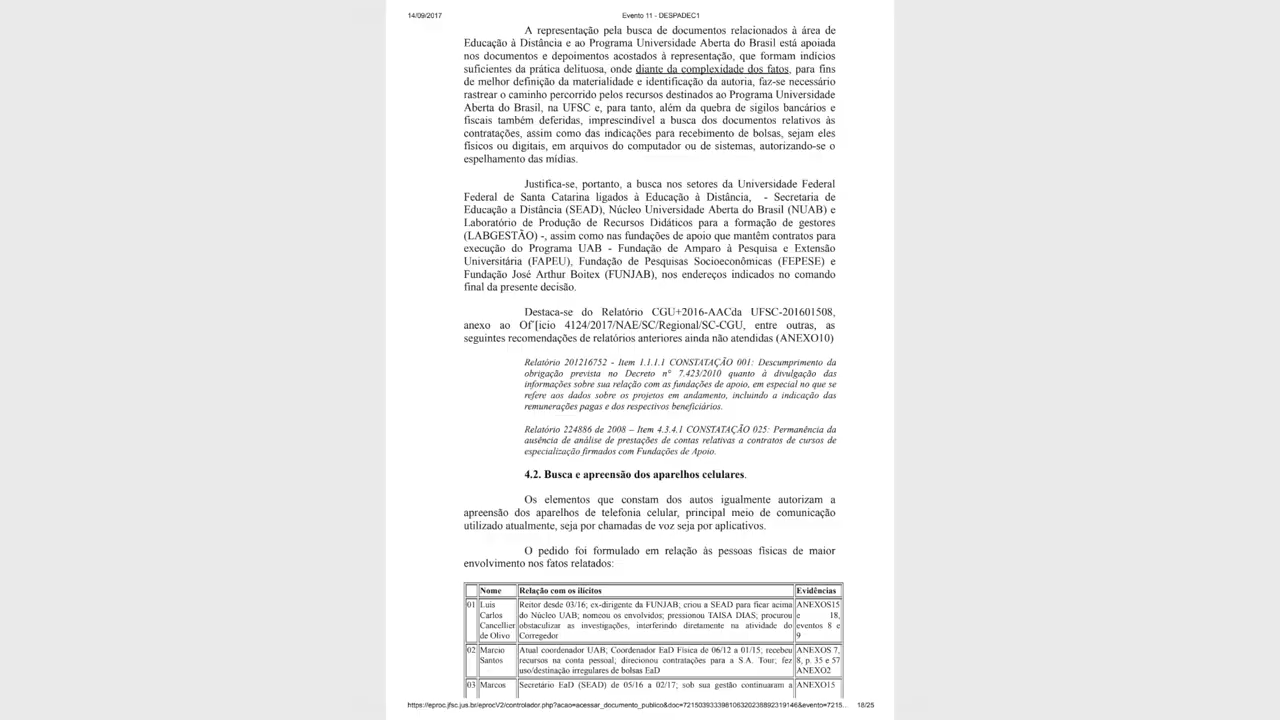 14/09/2017 Evento 11 - DESPADEC1
A representação pela busca de documentos relacionados à área de
Educação à Distância e ao Programa Universidade Aberta do Brasil está apoiada
nos documentos e depoimentos acostados à representação, que formam indícios
suficientes da prática delituosa, onde diante da complexidade dos fatos, para fins
de melhor definição da materialidade e identificação da autoria, faz-se necessário
rastrear o caminho percorrido pelos recursos destinados ao Programa Universidade
Aberta do Brasil, na UFSC e, para tanto, além da quebra de sigilos bancários e
fiscais também deferidas, imprescindível a busca dos documentos relativos às
contratações, assim como das indicações para recebimento de bolsas, sejam eles
físicos ou digitais, em arquivos do computador ou de sistemas, autorizando-se o
espelhamento das mídias.
Justifica-se, portanto, a busca nos setores da Universidade Federal
Federal de Santa Catarina ligados à Educação à Distância, - Secretaria de
Educação a Distância (SEAD), Núcleo Universidade Aberta do Brasil (NUAB) e
Laboratório de Produção de Recursos Didáticos para a formação de gestores
(LABGESTÃO) -, assim como nas fundações de apoio que mantêm contratos para
execução do Programa UAB - Fundação de Amparo à Pesquisa e Extensão
Universitária (FAPEU), Fundação de Pesquisas Socioeconômicas (FEPESE) e
Fundação José Arthur Boitex (FUNJAB), nos endereços indicados no comando
final da presente decisão.
Destaca-se do Relatório CGU+2016-AACda UFSC-201601508,
anexo ao Of[icio 4124/2017/NAE/SC/Regional/SC-CGU, entre outras, as
seguintes recomendações de relatórios anteriores ainda não atendidas (ANEXO10)
Relatório 201216752 - Item 1.1.1.1 CONSTATAÇÃO 001: Descumprimento da
obrigação prevista no Decreto n° 7.423/2010 quanto à divulgação das
informações sobre sua relação com as fundações de apoio, em especial no que se
refere aos dados sobre os projetos em andamento, incluindo a indicação das
remunerações pagas e dos respectivos beneficiários.
Relatório 224886 de 2008 – Item 4.3.4.1 CONSTATAÇÃO 025: Permanência da
ausência de análise de prestações de contas relativas a contratos de cursos de
especialização firmados com Fundações de Apoio.
4.2. Busca e apreensão dos aparelhos celulares.
Os elementos que constam dos autos igualmente autorizam a
apreensão dos aparelhos de telefonia celular, principal meio de comunicação
utilizado atualmente, seja por chamadas de voz seja por aplicativos.
O pedido foi formulado em relação às pessoas físicas de maior
envolvimento nos fatos relatados:
Nome Relação com os ilícitos Evidências
01 Luis Reitor desde 03/16; ex-dirigente da FUNJAB; criou a SEAD para ficar acima ANEXOS15
Carlos do Núcleo UAB; nomeou os envolvidos; pressionou TAISA DIAS; procurou e 18,
Cancellier obstaculizar as investigações, interferindo diretamente na atividade do eventos 8 e
de Olivo Corregedor 9
02 Marcio Atual coordenador UAB; Coordenador EaD Física de 06/12 a 01/15; recebeu ANEXOS 7,
Santos recursos na conta pessoal; direcionou contratações para a S.A. Tour; fez 8, p. 35 e 57
uso/destinação irregulares de bolsas EaD ANEXO2
03 Marcos Secretário EaD (SEAD) de 05/16 a 02/17; sob sua gestão continuaram a ANEXO15
18/25